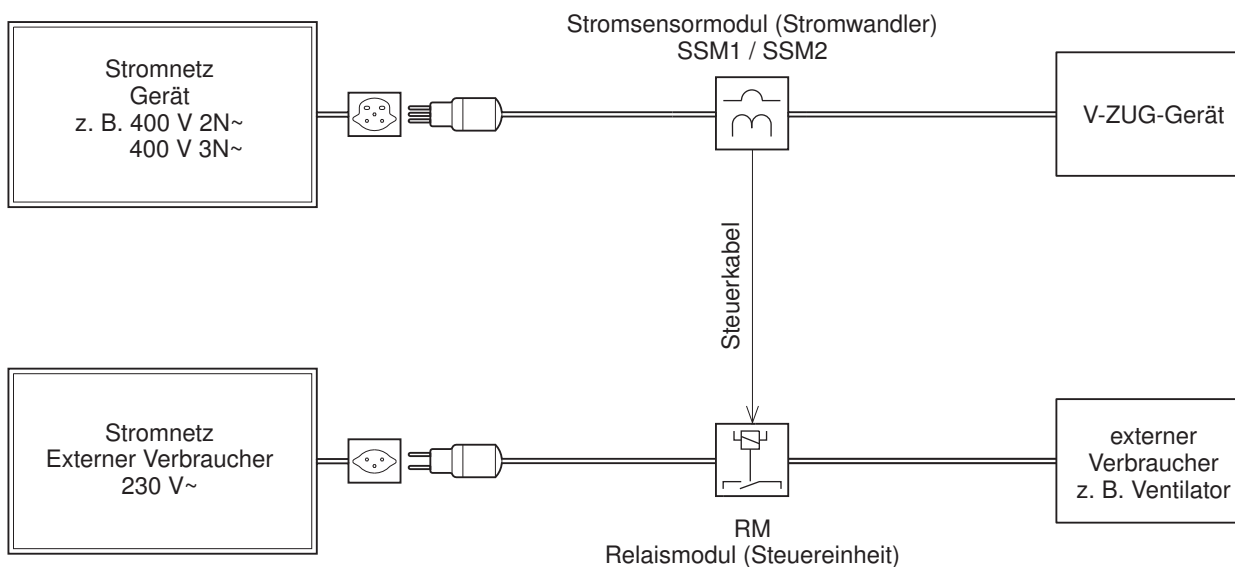 Stromsensormodul (Stromwandler)
SSM1 / SSM2
Stromnetz
Gerät
z. B. 400 V 2N~
400 V 3N~
V-ZUG-Gerät
Steuerkabel
Stromnetz
Externer Verbraucher
230 V~
externer
Verbraucher
z. B. Ventilator
RM
Relaismodul (Steuereinheit)